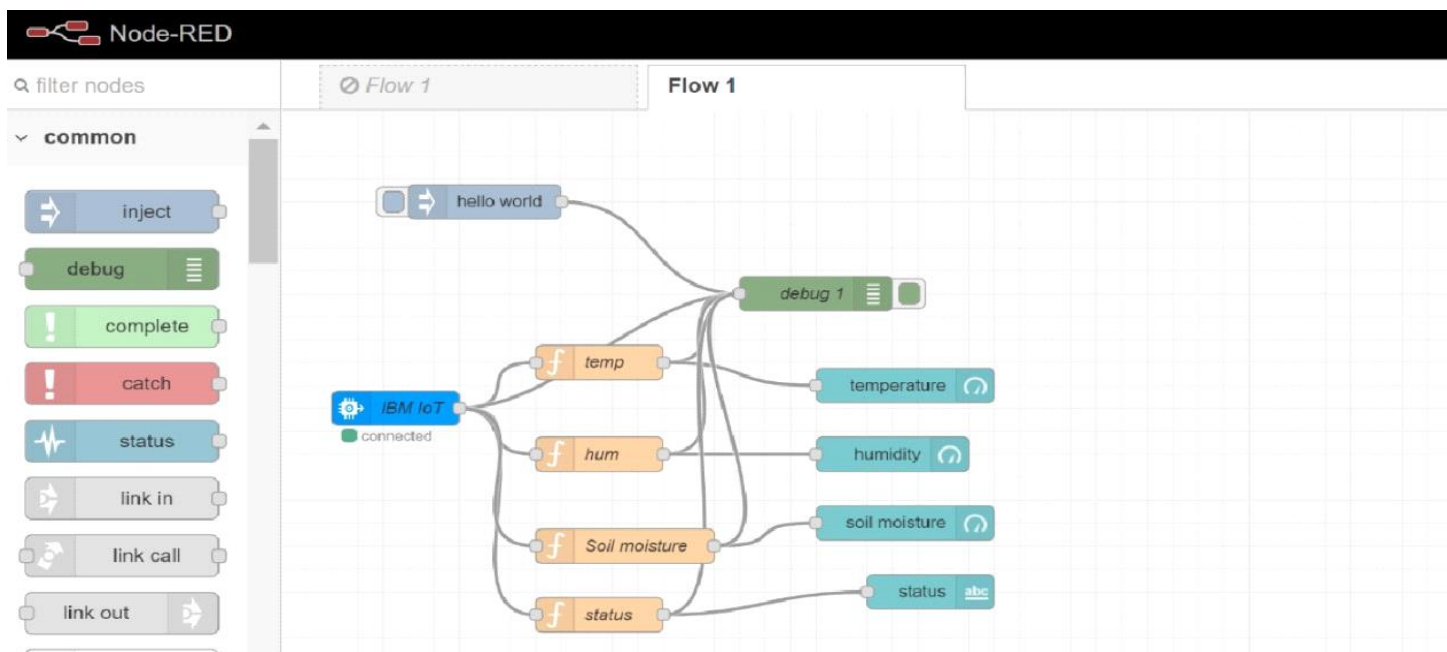 Node-RED
filter nodes
Flow 1
Flow 1
common
inject
debug
complete
catch
status
link in
link call
link out
hello world
debug 1
temp
temperature
IBM IoT
connected
hum
humidity
soil moisture
Soil moisture
status
abc
status